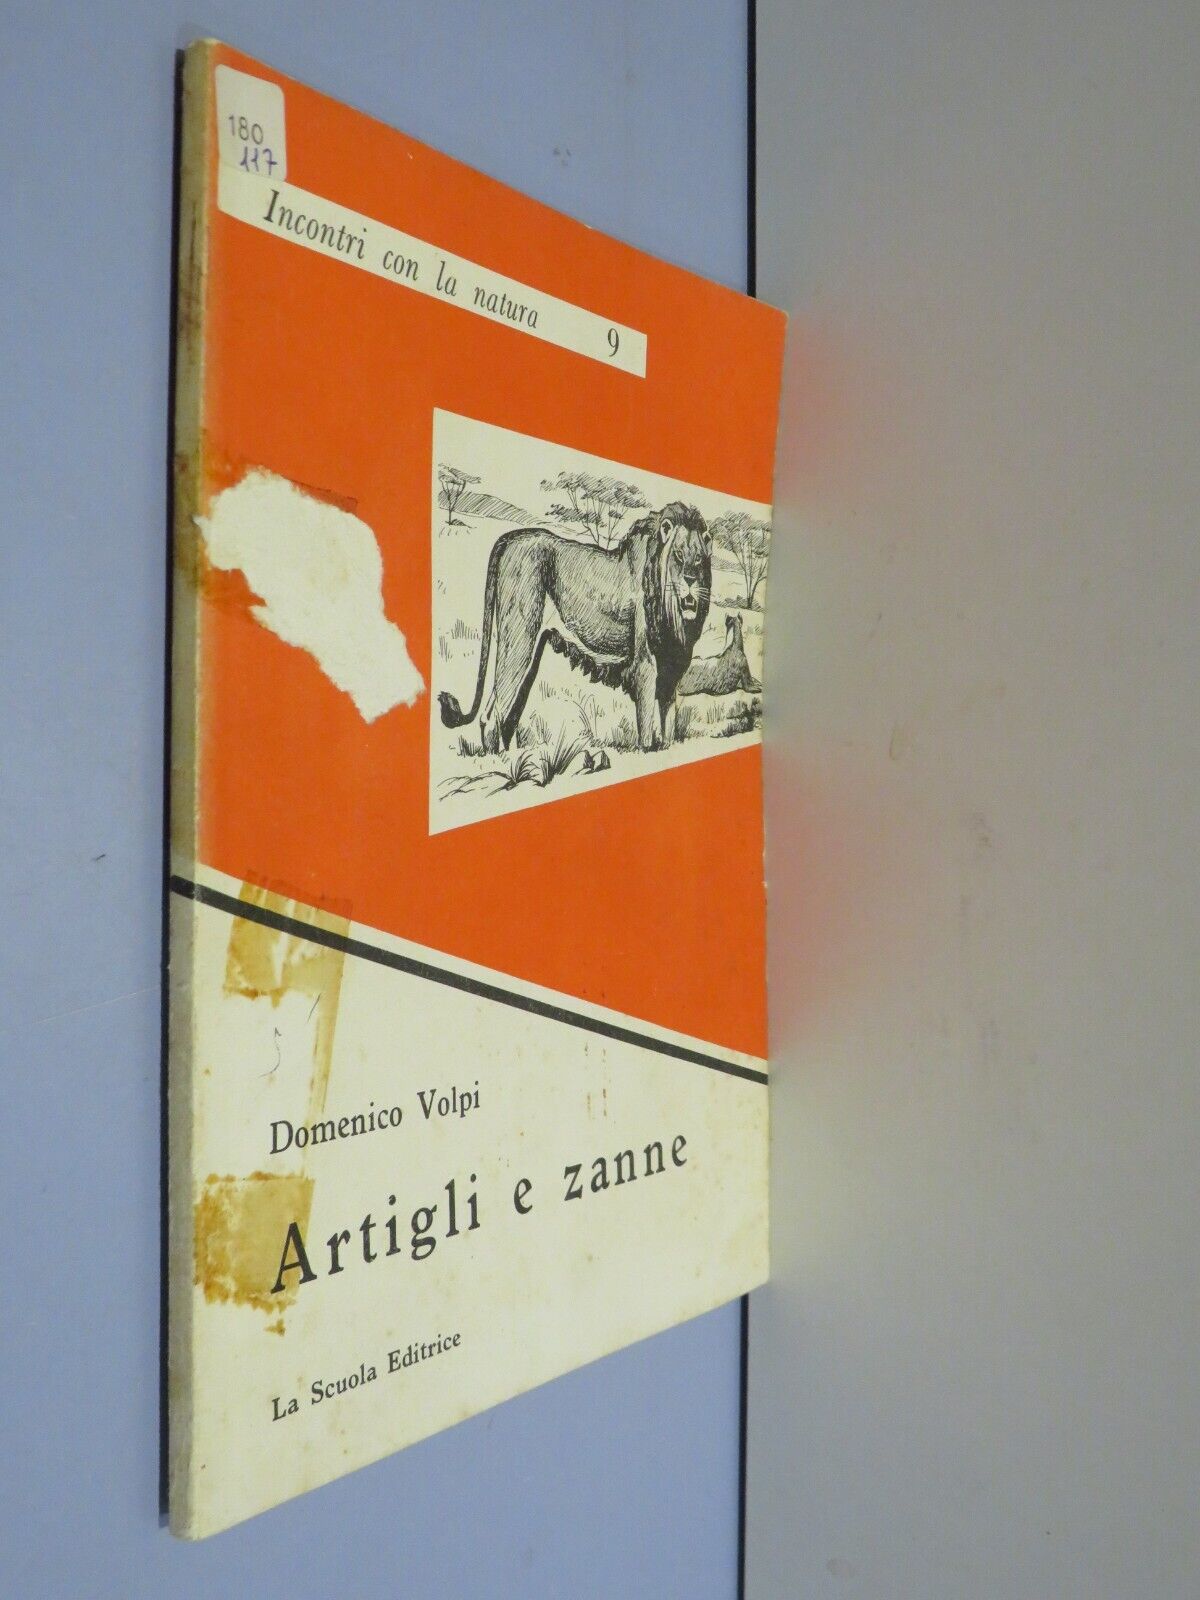 180
117
Incontri con la natura 9
Domenico Volpi
Artigli e zanne
La Scuola Editrice